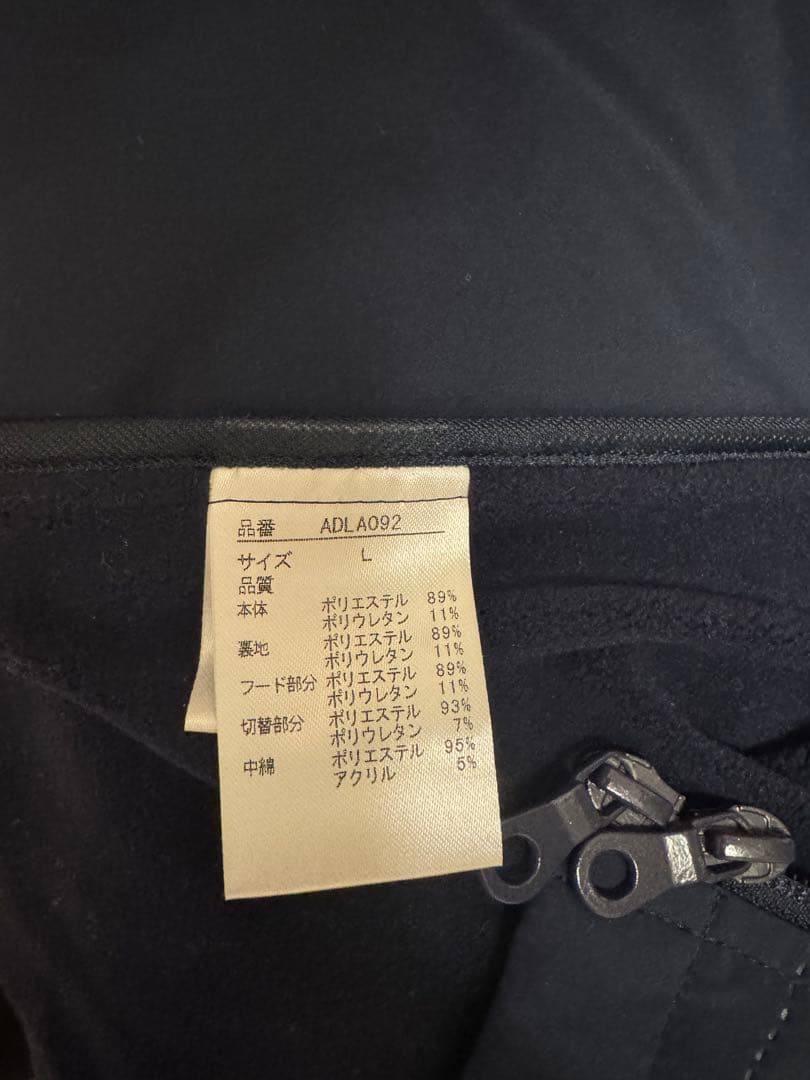 品番 ADLA092
サイズ L
品質
本体 ポリエステル 89%
ポリウレタン 11%
裏地 ポリエステル 89%
ポリウレタン 11%
フード部分 ポリエステル 89%
ポリウレタン 11%
切替部分 ポリエステル 93%
ポリウレタン 7%
中綿 ポリエステル 95%
アクリル 5%